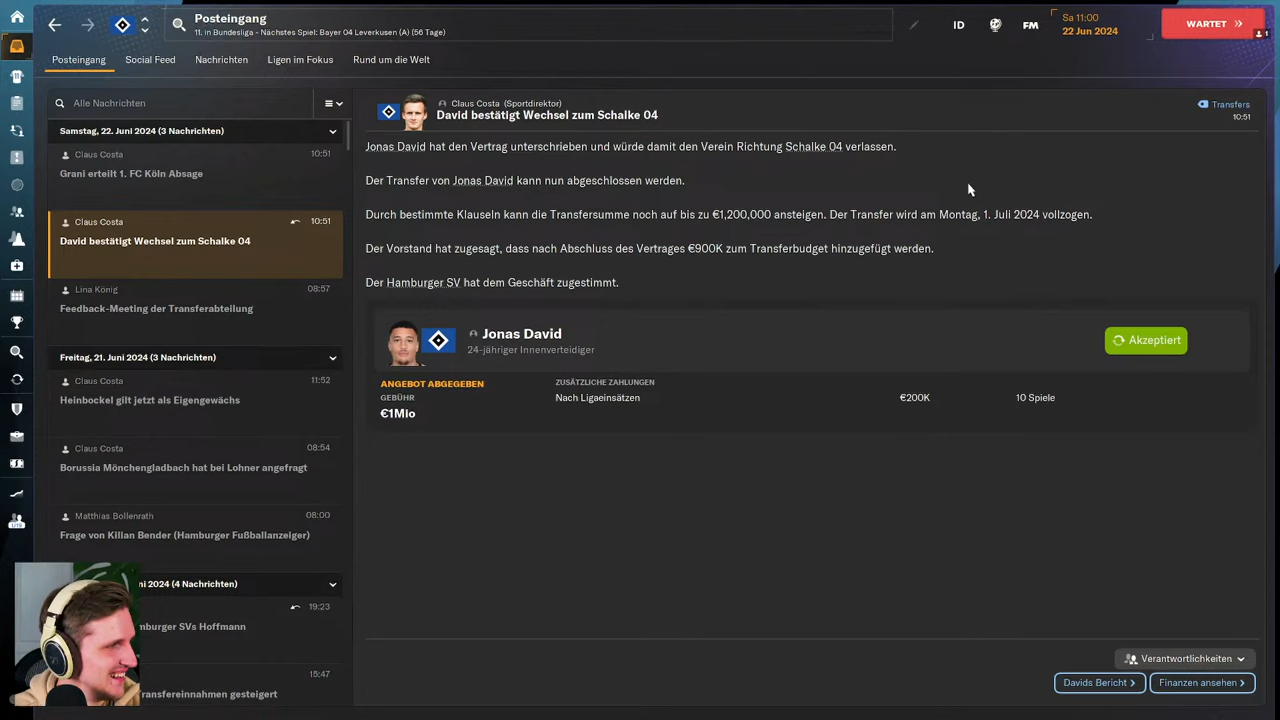 Posteingang
11. in Bundesliga - Nächstes Spiel: Bayer 04 Leverkusen (A) (56 Tage)
ID
FM
Sa 11:00
22 Jun 2024
WARTET
1
Posteingang
Social Feed
Nachrichten
Ligen im Fokus
Rund um die Welt
Alle Nachrichten
Samstag, 22. Juni 2024 (3 Nachrichten)
Claus Costa
10:51
Grani erteilt 1. FC Köln Absage
Claus Costa
10:51
David bestätigt Wechsel zum Schalke 04
Lina König
08:57
Feedback-Meeting der Transferabteilung
Freitag, 21. Juni 2024 (3 Nachrichten)
Claus Costa
11:52
Heinbockel gilt jetzt als Eigengewächs
Claus Costa
08:54
Borussia Mönchengladbach hat bei Lohner angefragt
Matthias Bollenrath
08:00
Frage von Kilian Bender (Hamburger Fußballanzeiger)
2024 (4 Nachrichten)
19:23
SVs Hoffmann
15:47
gesteigert
U19
Claus Costa (Sportdirektor)
David bestätigt Wechsel zum Schalke 04
Transfers
10:51
Jonas David hat den Vertrag unterschrieben und würde damit den Verein Richtung Schalke 04 verlassen.
Der Transfer von Jonas David kann nun abgeschlossen werden.
Durch bestimmte Klauseln kann die Transfersumme noch auf bis zu €1,200,000 ansteigen. Der Transfer wird am Montag, 1. Juli 2024 vollzogen.
Der Vorstand hat zugesagt, dass nach Abschluss des Vertrages €900K zum Transferbudget hinzugefügt werden.
Der Hamburger SV hat dem Geschäft zugestimmt.
Jonas David
24-jähriger Innenverteidiger
Akzeptiert
ANGEBOT ABGEGEBEN
GEBÜHR
€1Mio
ZUSÄTZLICHE ZAHLUNGEN
Nach Ligaeinsätzen
€200K
10 Spiele
Verantwortlichkeiten
Davids Bericht
Finanzen ansehen